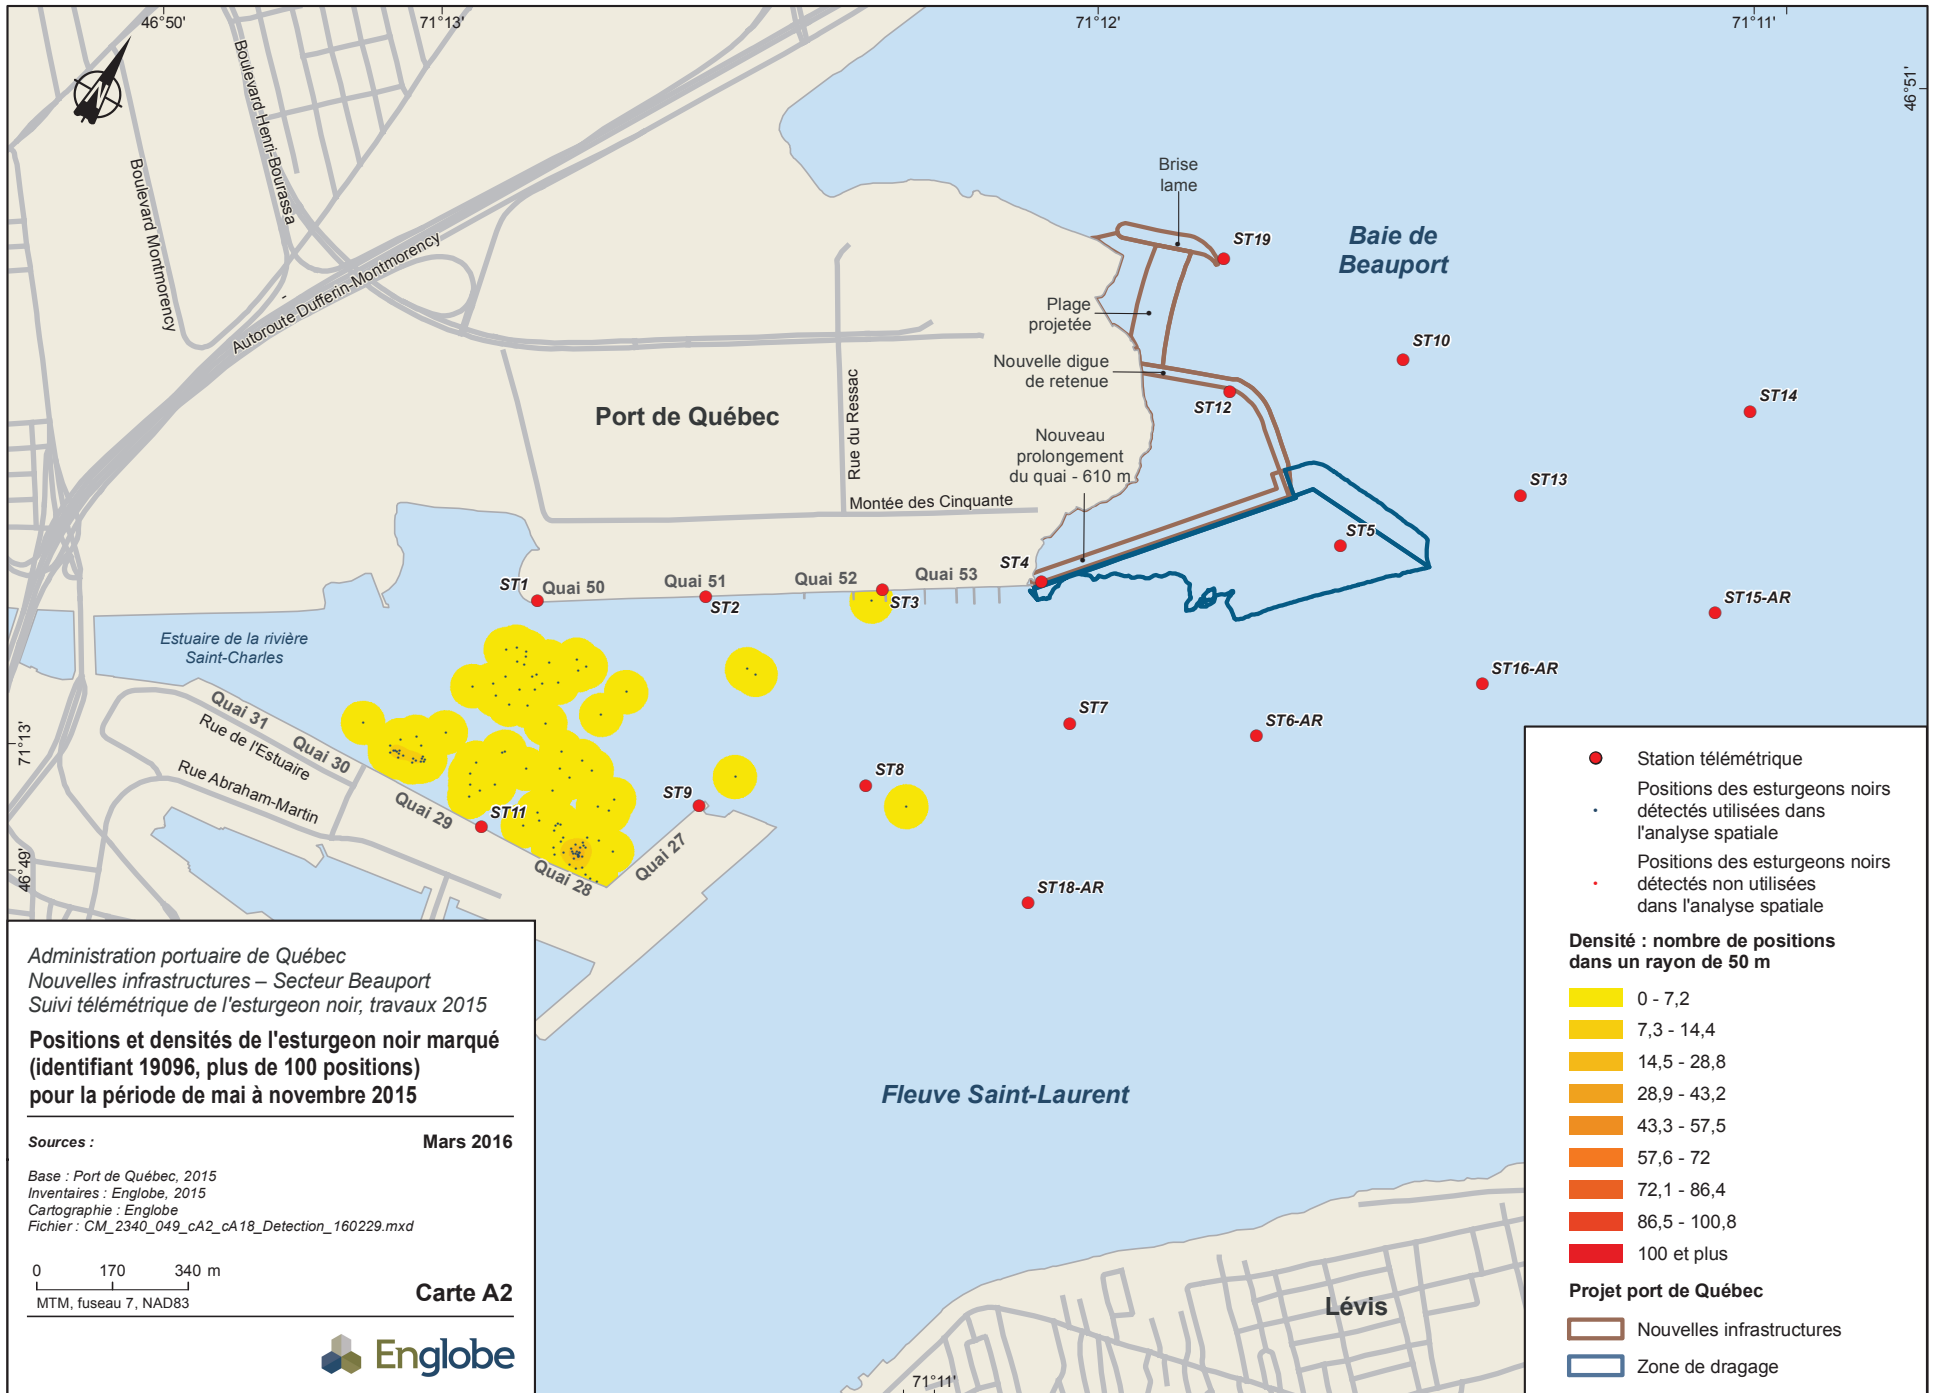 46°50'
71°13'
71°12'
71°11'
46°51'
Boulevard Henri-Bourassa
Boulevard Montmorency
Autoroute Dufferin-Montmorency
Brise
lame
ST19
Baie de
Beauport
Plage
projetée
ST10
Nouvelle digue
de retenue
ST12
ST14
Port de Québec
Rue du Ressac
Nouveau
prolongement
du quai - 610 m
Montée des Cinquante
ST13
ST5
ST4
ST1
Quai 50
Quai 51
Quai 52
Quai 53
ST2
ST3
ST15-AR
Estuaire de la rivière
Saint-Charles
ST16-AR
Quai 31
Rue de l'Estuaire
Quai 30
Rue Abraham-Martin
Quai 29
ST11
ST9
ST8
ST7
ST6-AR
Quai 28
Quai 27
ST18-AR
71°13'
46°49'
Fleuve Saint-Laurent
Lévis
71°11'
Administration portuaire de Québec
Nouvelles infrastructures – Secteur Beauport
Suivi télémétrique de l'esturgeon noir, travaux 2015
Positions et densités de l'esturgeon noir marqué
(identifiant 19096, plus de 100 positions)
pour la période de mai à novembre 2015
Sources :
Mars 2016
Base : Port de Québec, 2015
Inventaires : Englobe, 2015
Cartographie : Englobe
Fichier : CM_2340_049_cA2_cA18_Detection_160229.mxd
0 170 340 m
MTM, fuseau 7, NAD83
Carte A2
Englobe
Station télémétrique
Positions des esturgeons noirs
détectés utilisées dans
l'analyse spatiale
Positions des esturgeons noirs
détectés non utilisées
dans l'analyse spatiale
Densité : nombre de positions
dans un rayon de 50 m
0 - 7,2
7,3 - 14,4
14,5 - 28,8
28,9 - 43,2
43,3 - 57,5
57,6 - 72
72,1 - 86,4
86,5 - 100,8
100 et plus
Projet port de Québec
Nouvelles infrastructures
Zone de dragage